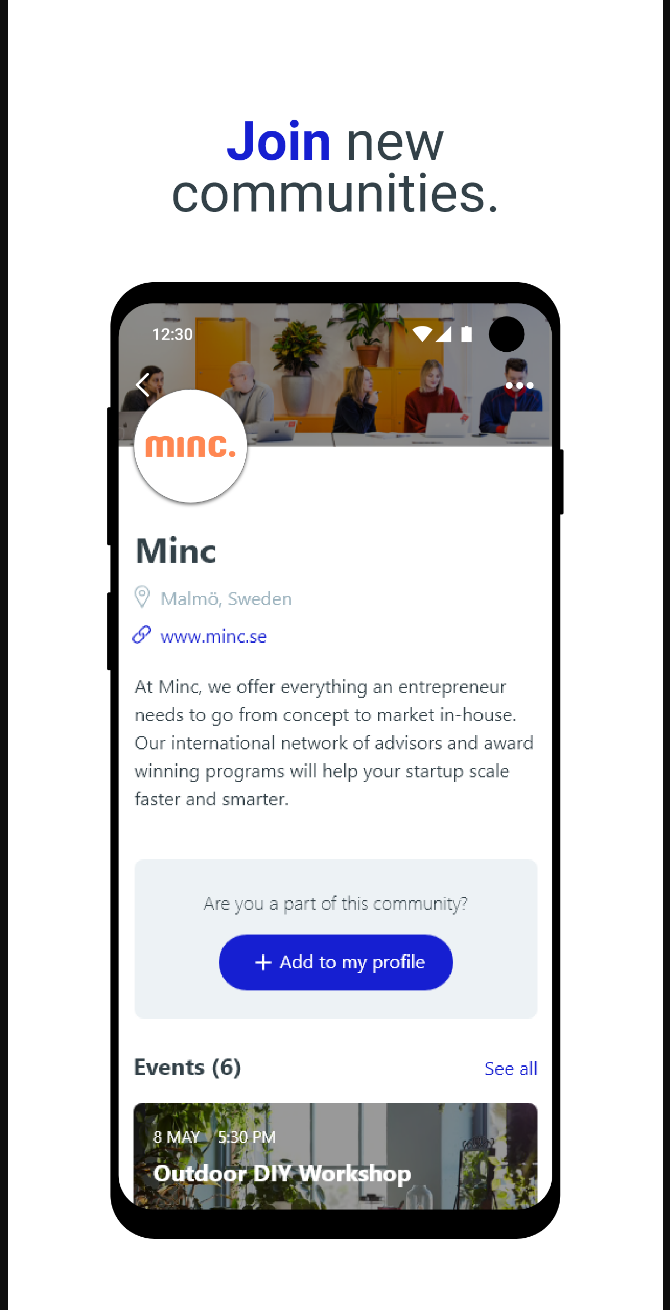 Join new
communities.
12:30
minc.
Minc
Malmö, Sweden
www.minc.se
At Minc, we offer everything an entrepreneur
needs to go from concept to market in-house.
Our international network of advisors and award
winning programs will help your startup scale
faster and smarter.
Are you a part of this community?
+ Add to my profile
Events (6) See all
8 MAY 5:30 PM
Outdoor DIY Workshop